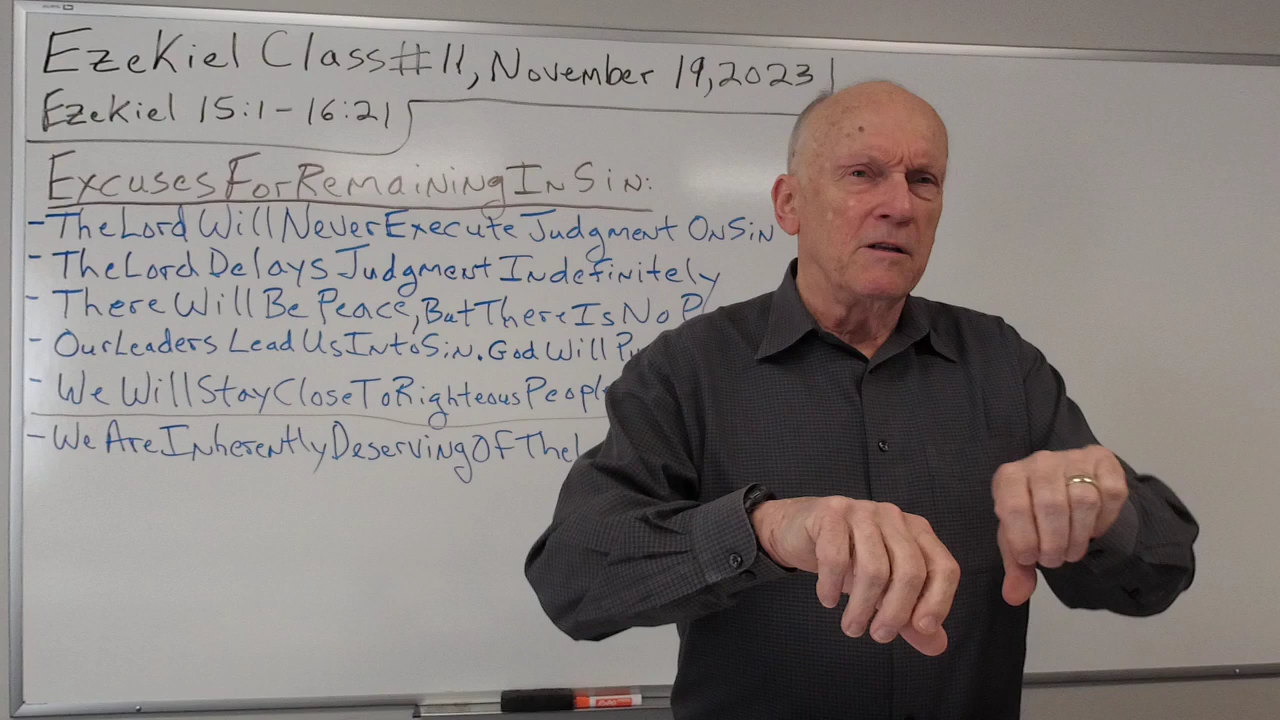 Ezekiel Class #11, November 19, 2023
Ezekiel 15:1-16:21
Excuses For Remaining In Sin:
- The Lord Will Never Execute Judgment On Sin
- The Lord Delays Judgment Indefinitely
- There Will Be Peace, But There Is No
- Our Leaders Lead Us Into Sin. God Will
- We Will Stay Close To Righteous
- We Are Inherently Deserving Of The